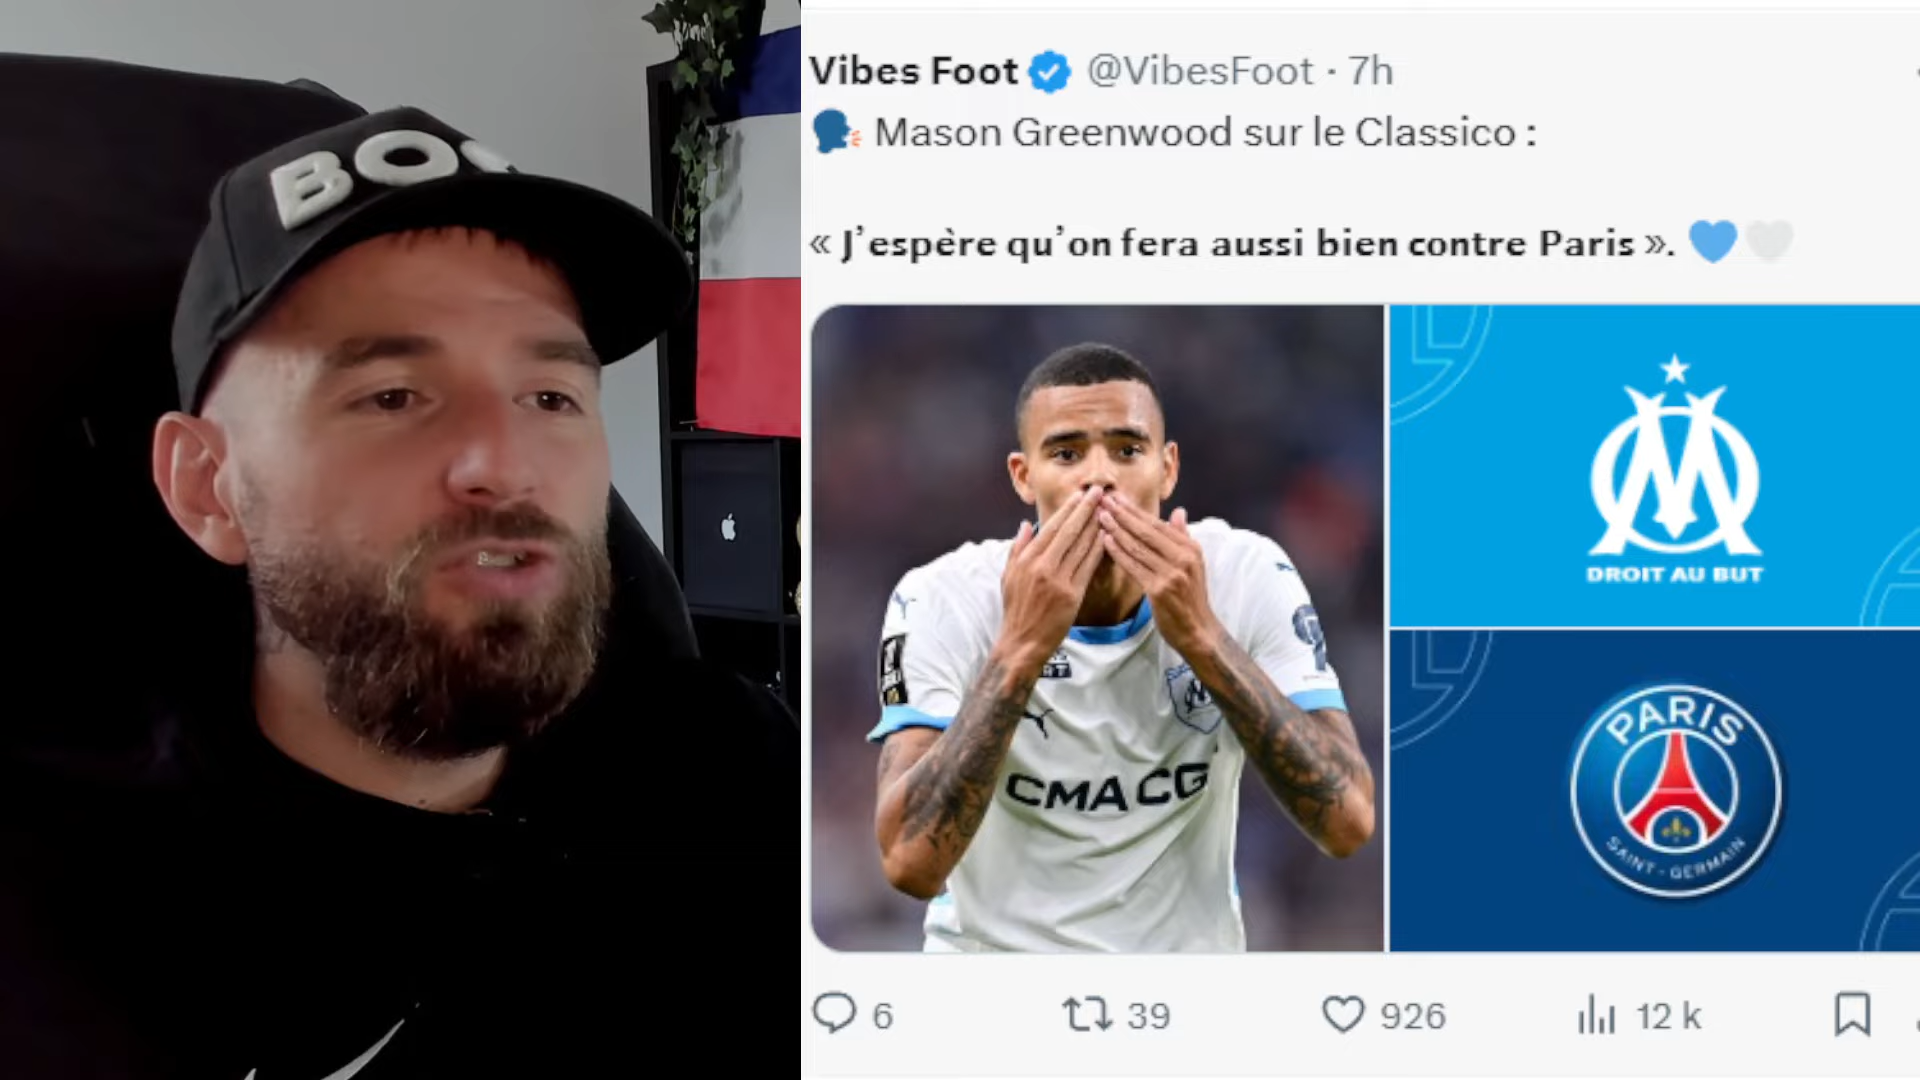 BO
Vibes Foot @VibesFoot · 7h
Mason Greenwood sur le Classico :
« J'espère qu'on fera aussi bien contre Paris ».
DROIT AU BUT
CMA CGM
PARIS
SAINT-GERMAIN
6 39 926 12 k